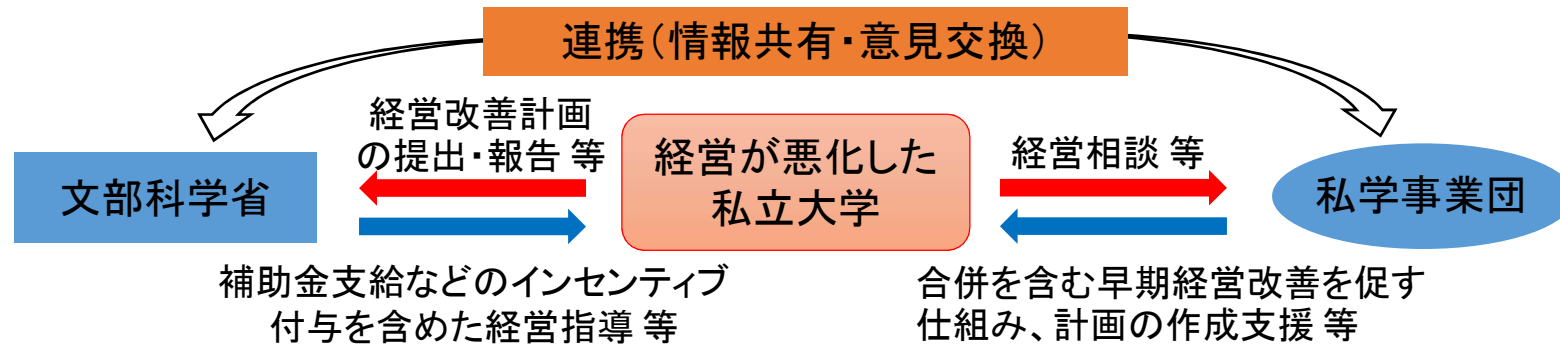 連携（情報共有・意見交換）
経営改善計画
の提出・報告 等
文部科学省
経営が悪化した
私立大学
経営相談 等
私学事業団
補助金支給などのインセンティブ
付与を含めた経営指導 等
合併を含む早期経営改善を促す
仕組み、計画の作成支援 等